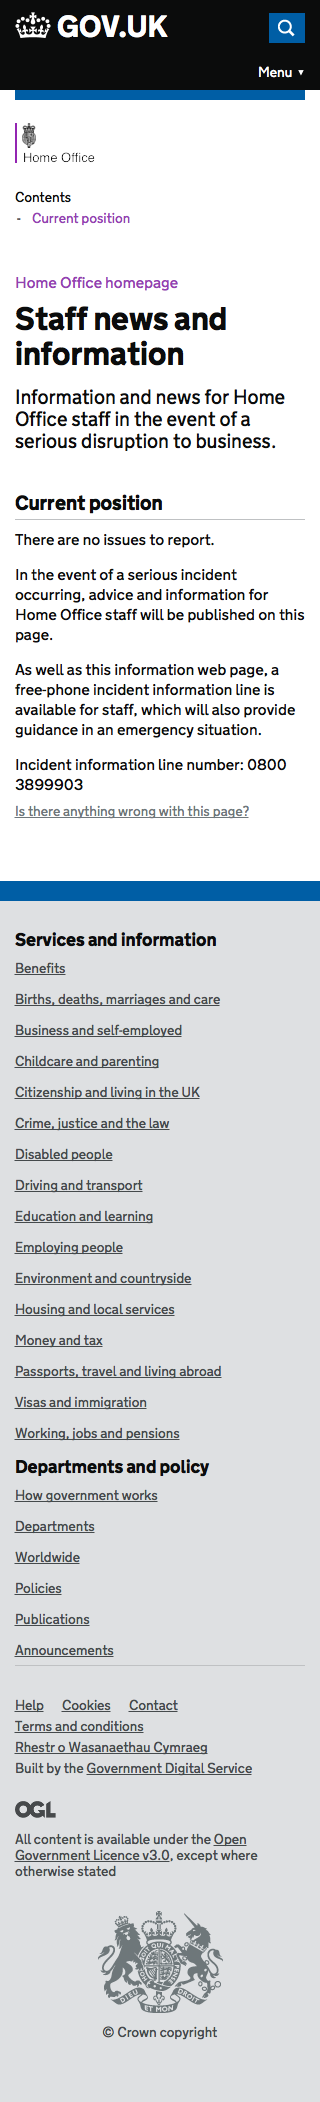 GOV.UK
Menu ▼
Home Office
Contents
- Current position
Home Office homepage
Staff news and
information
Information and news for Home
Office staff in the event of a
serious disruption to business.
Current position
There are no issues to report.
In the event of a serious incident
occurring, advice and information for
Home Office staff will be published on this
page.
As well as this information web page, a
free-phone incident information line is
available for staff, which will also provide
guidance in an emergency situation.
Incident information line number: 0800
3899903
Is there anything wrong with this page?
Services and information
Benefits
Births, deaths, marriages and care
Business and self-employed
Childcare and parenting
Citizenship and living in the UK
Crime, justice and the law
Disabled people
Driving and transport
Education and learning
Employing people
Environment and countryside
Housing and local services
Money and tax
Passports, travel and living abroad
Visas and immigration
Working, jobs and pensions
Departments and policy
How government works
Departments
Worldwide
Policies
Publications
Announcements
Help Cookies Contact
Terms and conditions
Rhestr o Wasanaethau Cymraeg
Built by the Government Digital Service
OGL
All content is available under the Open
Government Licence v3.0, except where
otherwise stated
DIEU ET MON DROIT
© Crown copyright